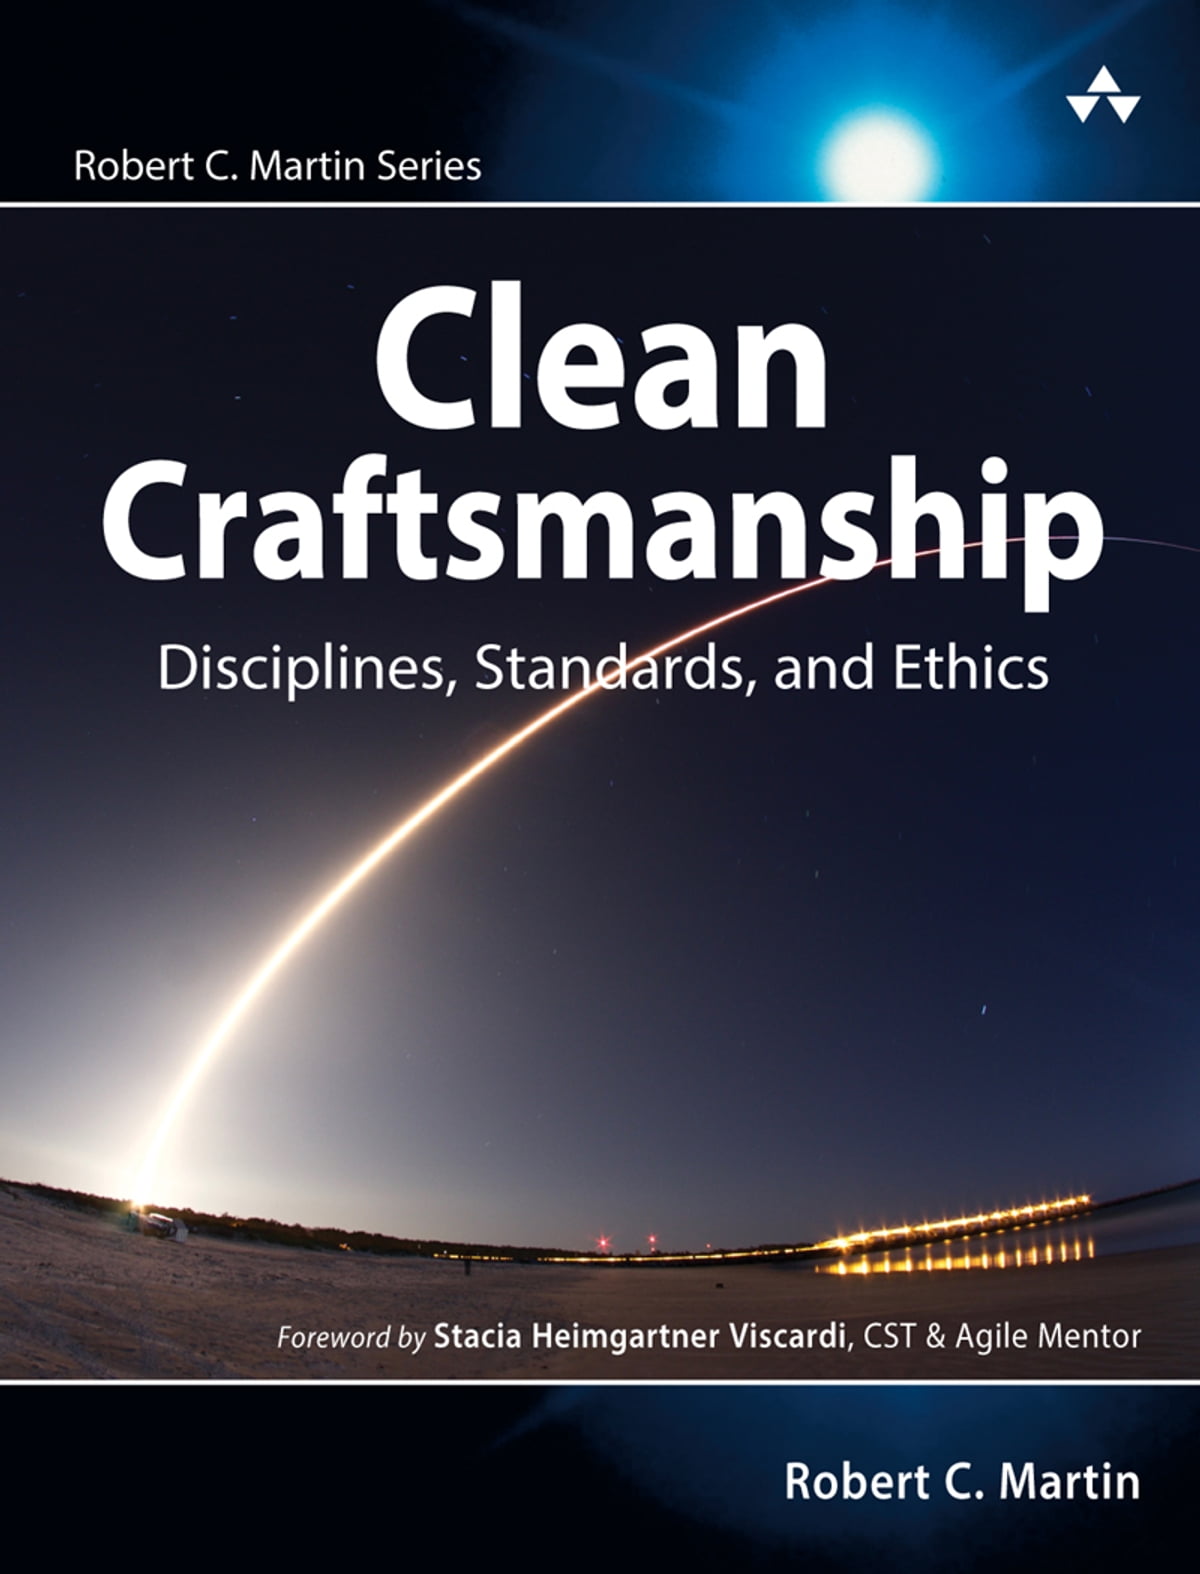 Robert C. Martin Series
Clean
Craftsmanship
Disciplines, Standards, and Ethics
Foreword by Stacia Heimgartner Viscardi, CST & Agile Mentor
Robert C. Martin